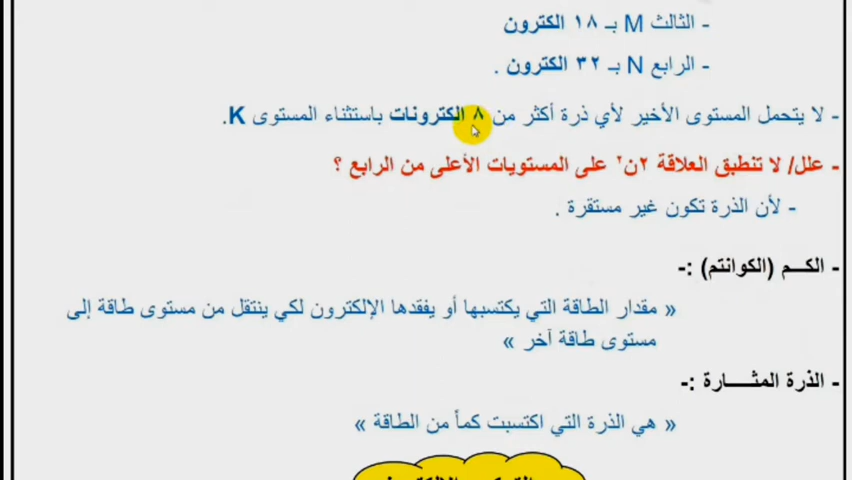 - الثالث M بـ ١٨ الكترون
- الرابع N بـ ٣٢ الكترون .
- لا يتحمل المستوى الأخير لأي ذرة أكثر من ٨ الكترونات باستثناء المستوى K.
- علل/ لا تنطبق العلاقة ٢ن٢ على المستويات الأعلى من الرابع ؟
- لأن الذرة تكون غير مستقرة .
- الكـــم (الكوانتم) :-
« مقدار الطاقة التي يكتسبها أو يفقدها الإلكترون لكي ينتقل من مستوى طاقة إلى
مستوى طاقة آخر »
- الذرة المثـــــارة :-
« هي الذرة التي اكتسبت كماً من الطاقة »